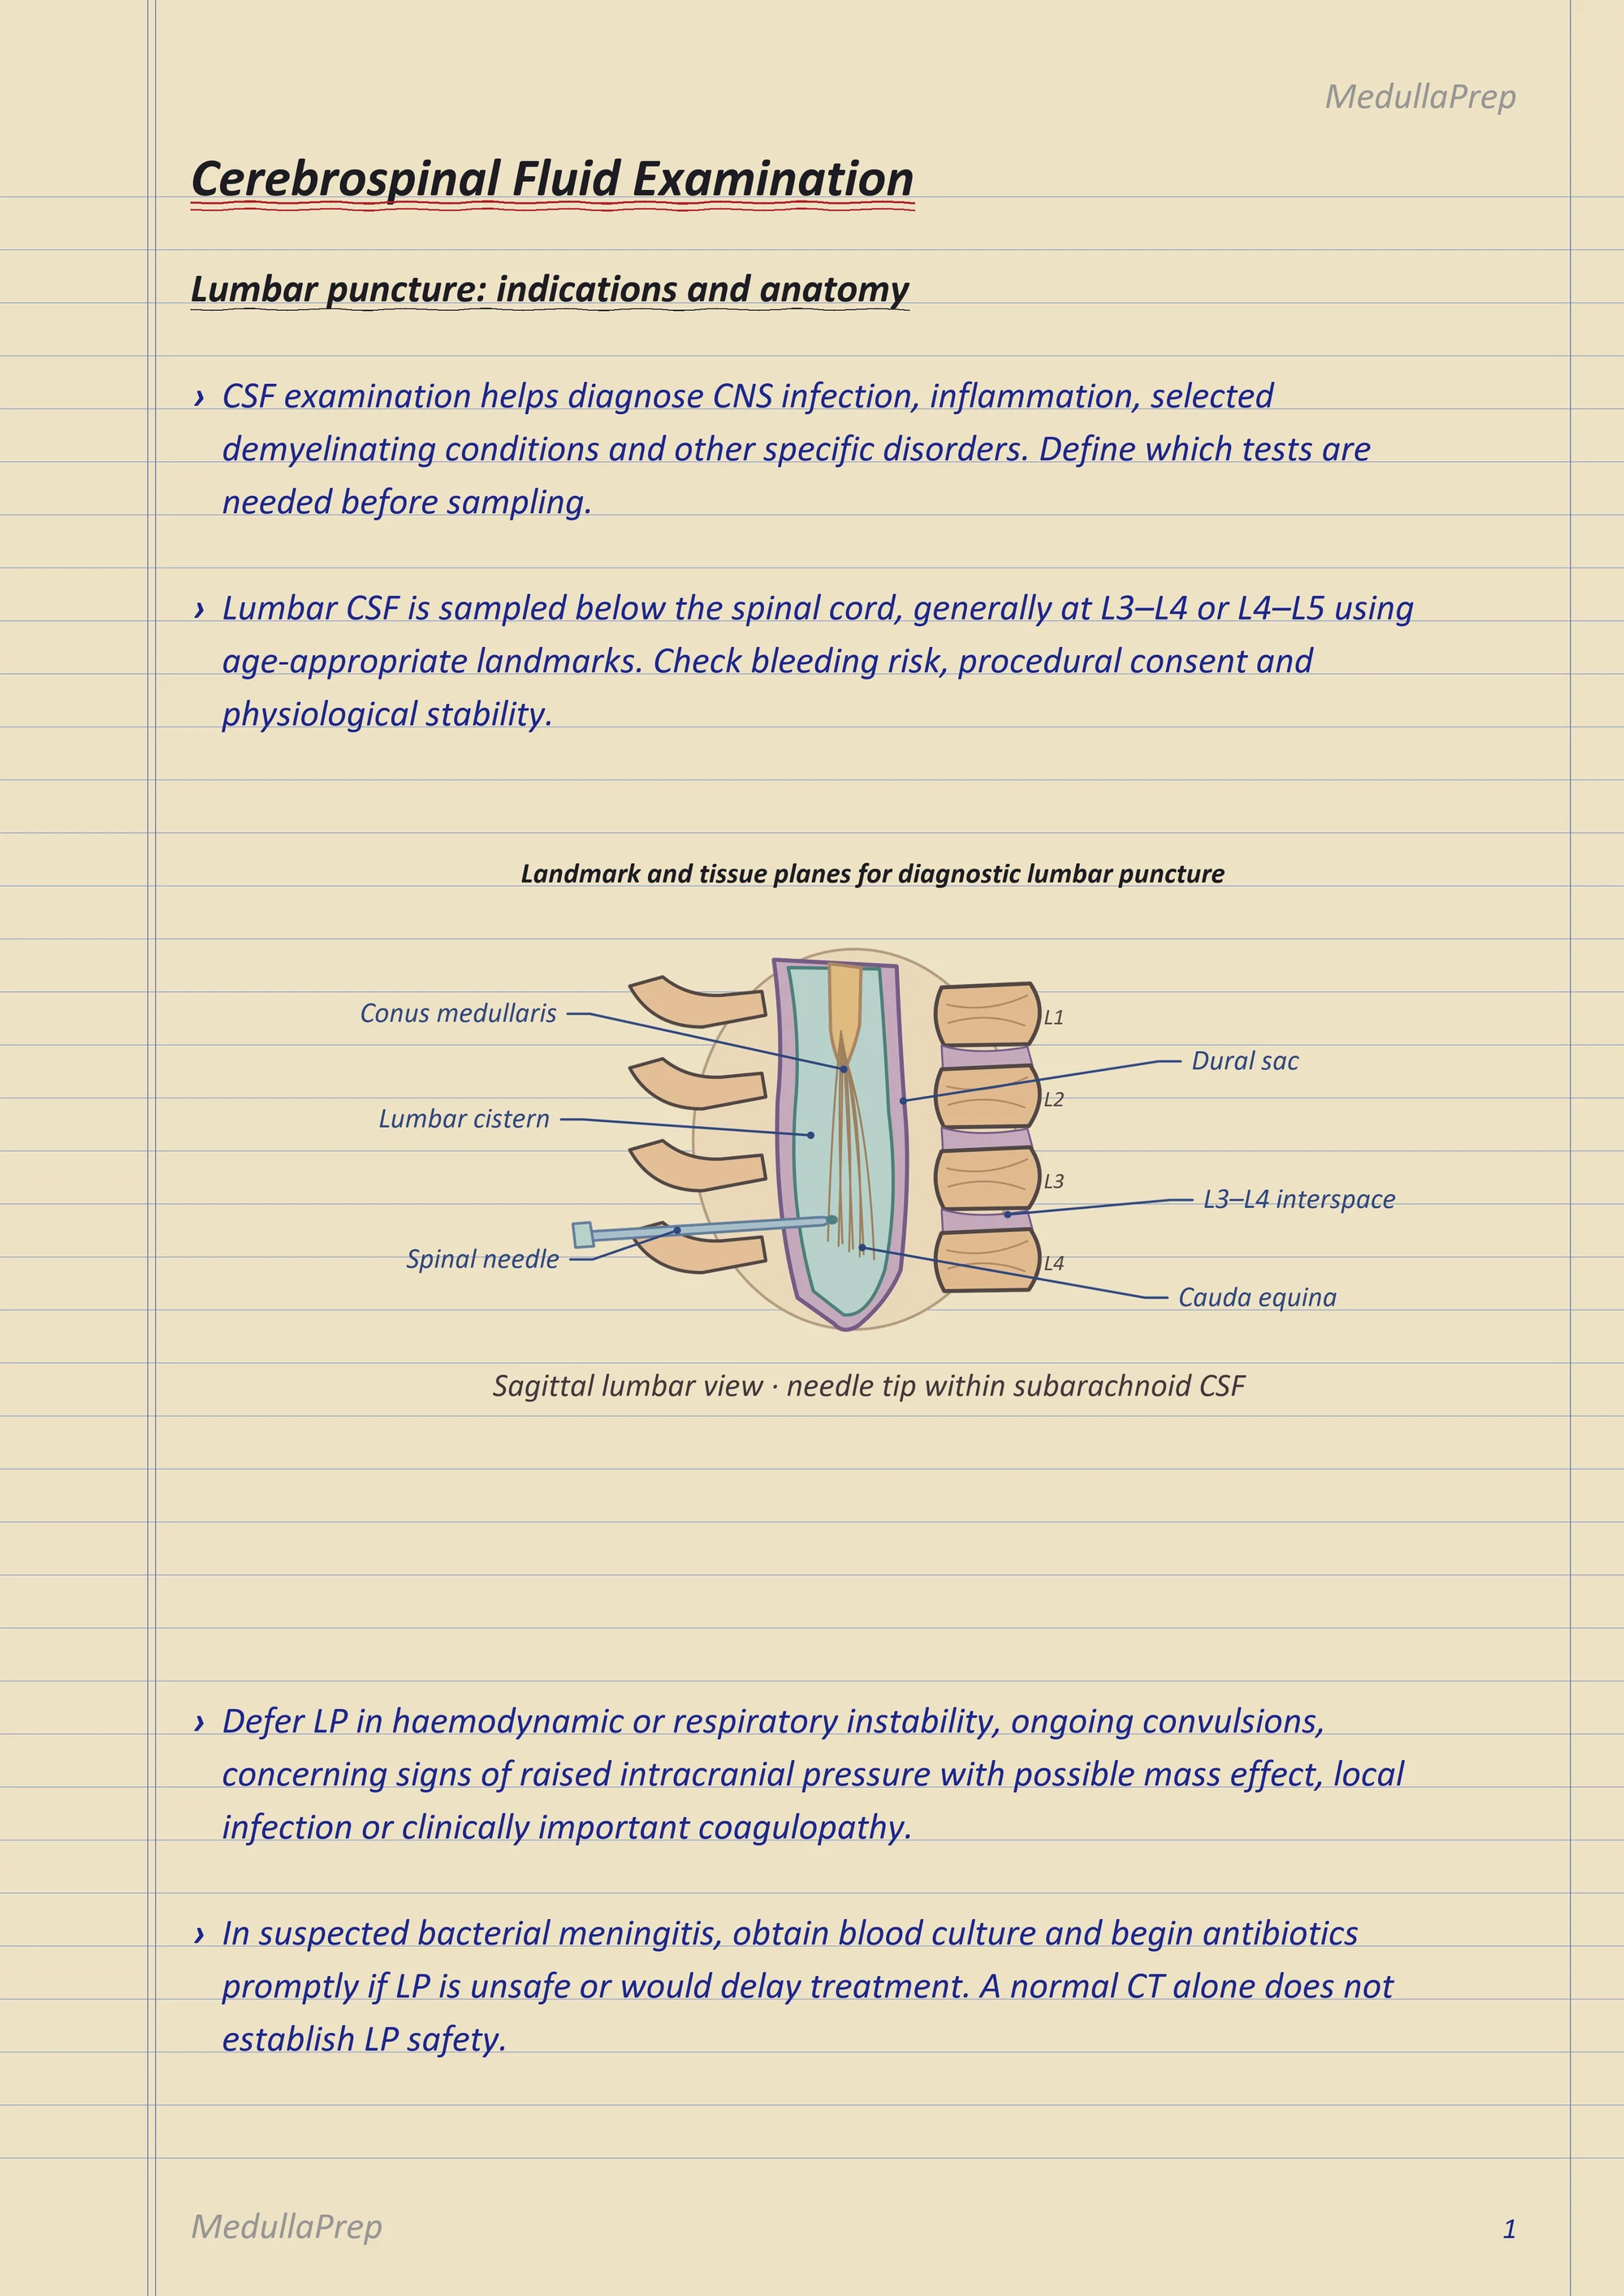 MedullaPrep
Cerebrospinal Fluid Examination
Lumbar puncture: indications and anatomy
› CSF examination helps diagnose CNS infection, inflammation, selected
demyelinating conditions and other specific disorders. Define which tests are
needed before sampling.
› Lumbar CSF is sampled below the spinal cord, generally at L3–L4 or L4–L5 using
age-appropriate landmarks. Check bleeding risk, procedural consent and
physiological stability.
Landmark and tissue planes for diagnostic lumbar puncture
Conus medullaris
L1
Dural sac
L2
Lumbar cistern
L3
L3–L4 interspace
Spinal needle
L4
Cauda equina
Sagittal lumbar view · needle tip within subarachnoid CSF
› Defer LP in haemodynamic or respiratory instability, ongoing convulsions,
concerning signs of raised intracranial pressure with possible mass effect, local
infection or clinically important coagulopathy.
› In suspected bacterial meningitis, obtain blood culture and begin antibiotics
promptly if LP is unsafe or would delay treatment. A normal CT alone does not
establish LP safety.
MedullaPrep
1